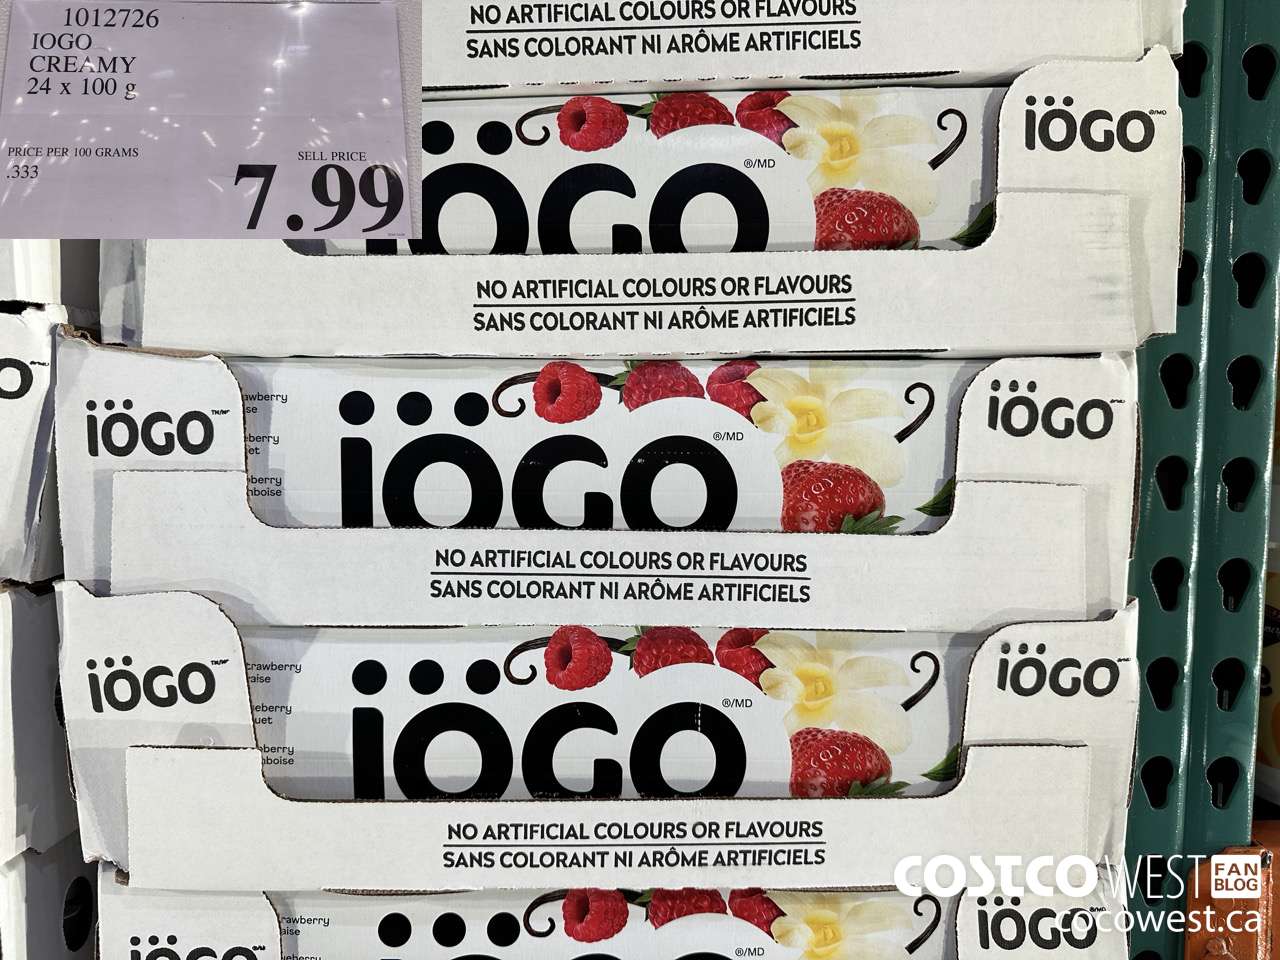 1012726
IOGO
CREAMY
24 x 100 g
PRICE PER 100 GRAMS
.333
SELL PRICE
7.99
NO ARTIFICIAL COLOURS OR FLAVOURS
SANS COLORANT NI ARÔME ARTIFICIELS
iÖGO
®/MD
iÖGO
®/MD
NO ARTIFICIAL COLOURS OR FLAVOURS
SANS COLORANT NI ARÔME ARTIFICIELS
iÖGO
iÖGO
®/MD
iÖGO
NO ARTIFICIAL COLOURS OR FLAVOURS
SANS COLORANT NI ARÔME ARTIFICIELS
iÖGO
iÖGO
®/MD
iÖGO
NO ARTIFICIAL COLOURS OR FLAVOURS
SANS COLORANT NI ARÔME ARTIFICIELS
iÖGO
®/MD
iÖGO
COSTCO WEST FAN BLOG
cocowest.ca